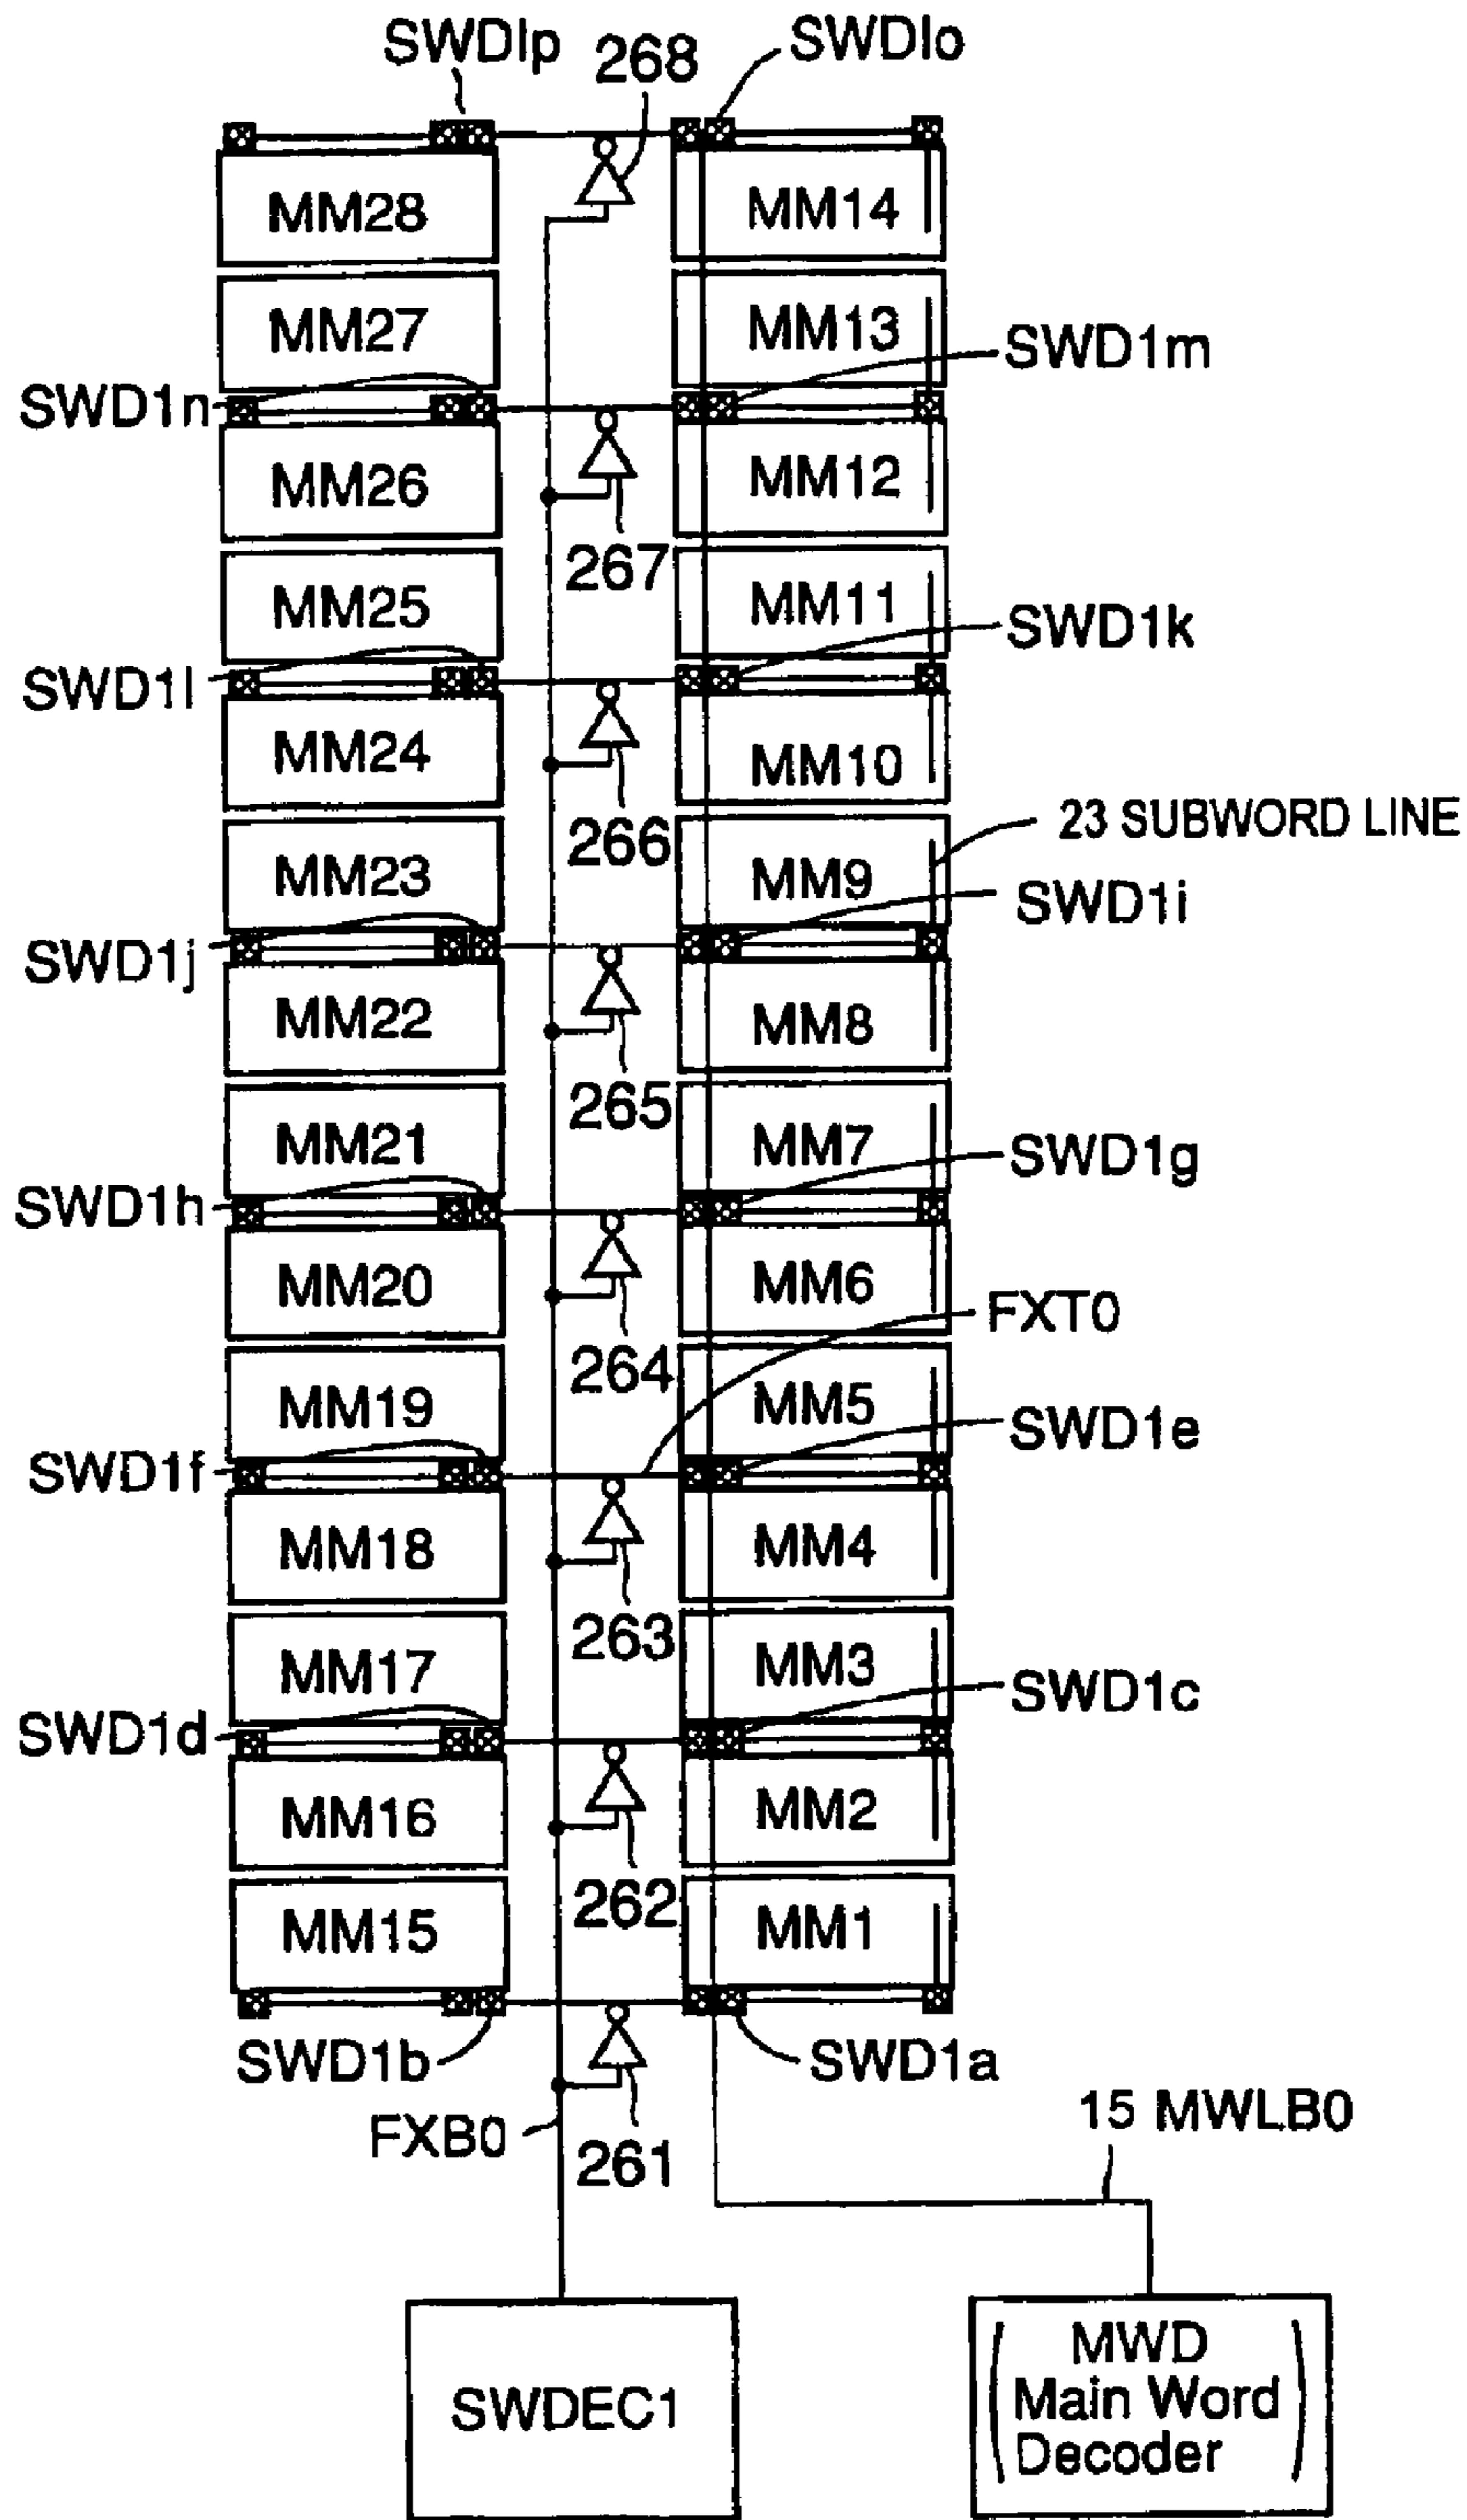 SWDIp
268
SWDIo
MM28
MM14
MM27
MM13
SWD1m
SWD1n
MM26
MM12
267
MM25
MM11
SWD1k
SWD1l
MM24
MM10
266
23 SUBWORD LINE
MM23
MM9
SWD1i
SWD1j
MM22
MM8
265
MM21
MM7
SWD1g
SWD1h
MM20
MM6
FXT0
264
MM19
MM5
SWD1e
SWD1f
MM18
MM4
263
MM17
MM3
SWD1c
SWD1d
MM16
MM2
262
MM15
MM1
SWD1b
SWD1a
FXB0
261
15 MWLB0
SWDEC1
MWD
Main Word
Decoder